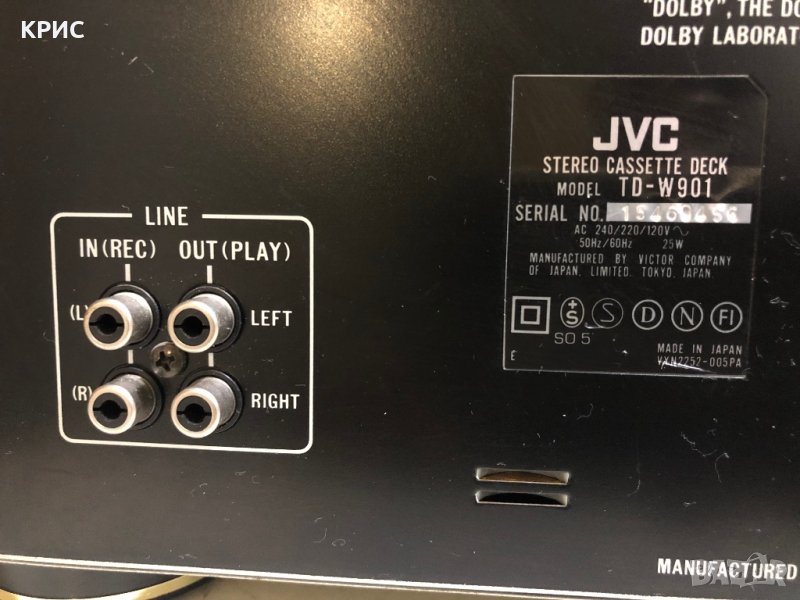 КРИС
"DOLBY", THE DO
DOLBY LABORAT
JVC
STEREO CASSETTE DECK
MODEL TD-W901
SERIAL NO.
AC 240/220/120V~
50Hz/60Hz 25W
MANUFACTURED BY VICTOR COMPANY
OF JAPAN, LIMITED. TOKYO, JAPAN.
S S D N FI
SO 5
E
MADE IN JAPAN
VXN2252-005PA
LINE
IN(REC) OUT(PLAY)
(L) LEFT
(R) RIGHT
MANUFACTURED